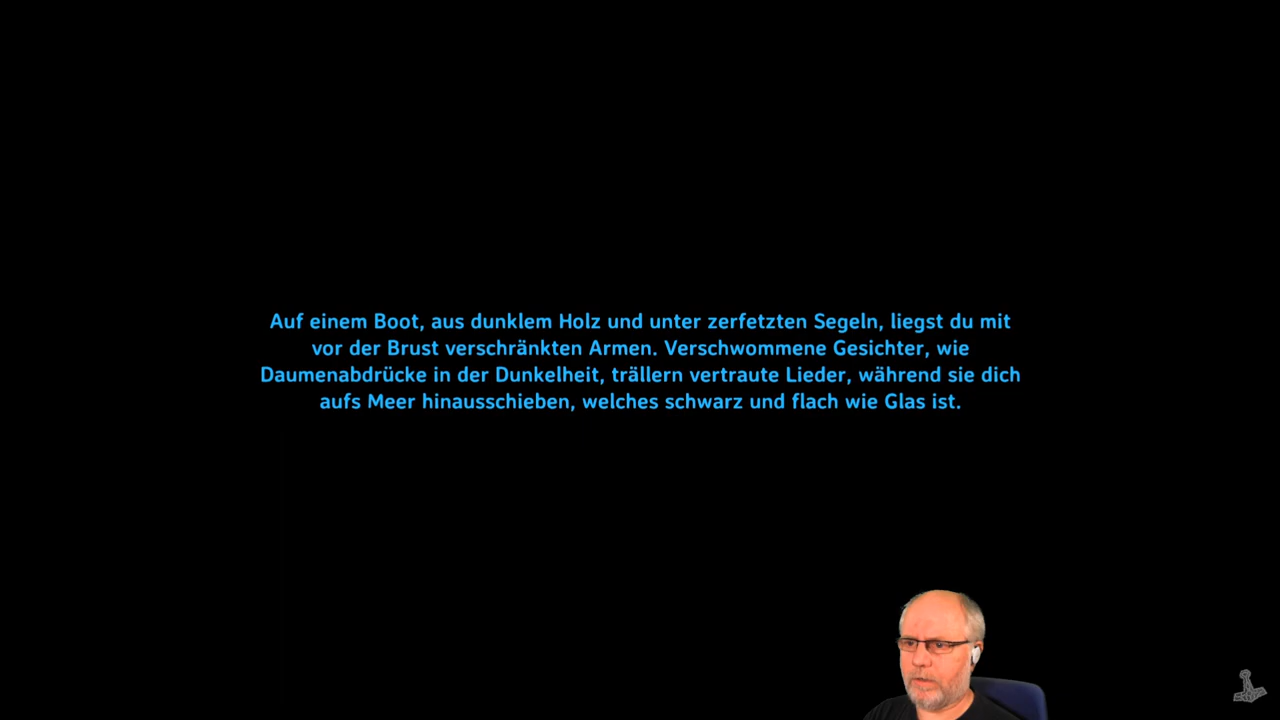 Auf einem Boot, aus dunklem Holz und unter zerfetzten Segeln, liegst du mit
vor der Brust verschränkten Armen. Verschwommene Gesichter, wie
Daumenabdrücke in der Dunkelheit, trällern vertraute Lieder, während sie dich
aufs Meer hinausschieben, welches schwarz und flach wie Glas ist.